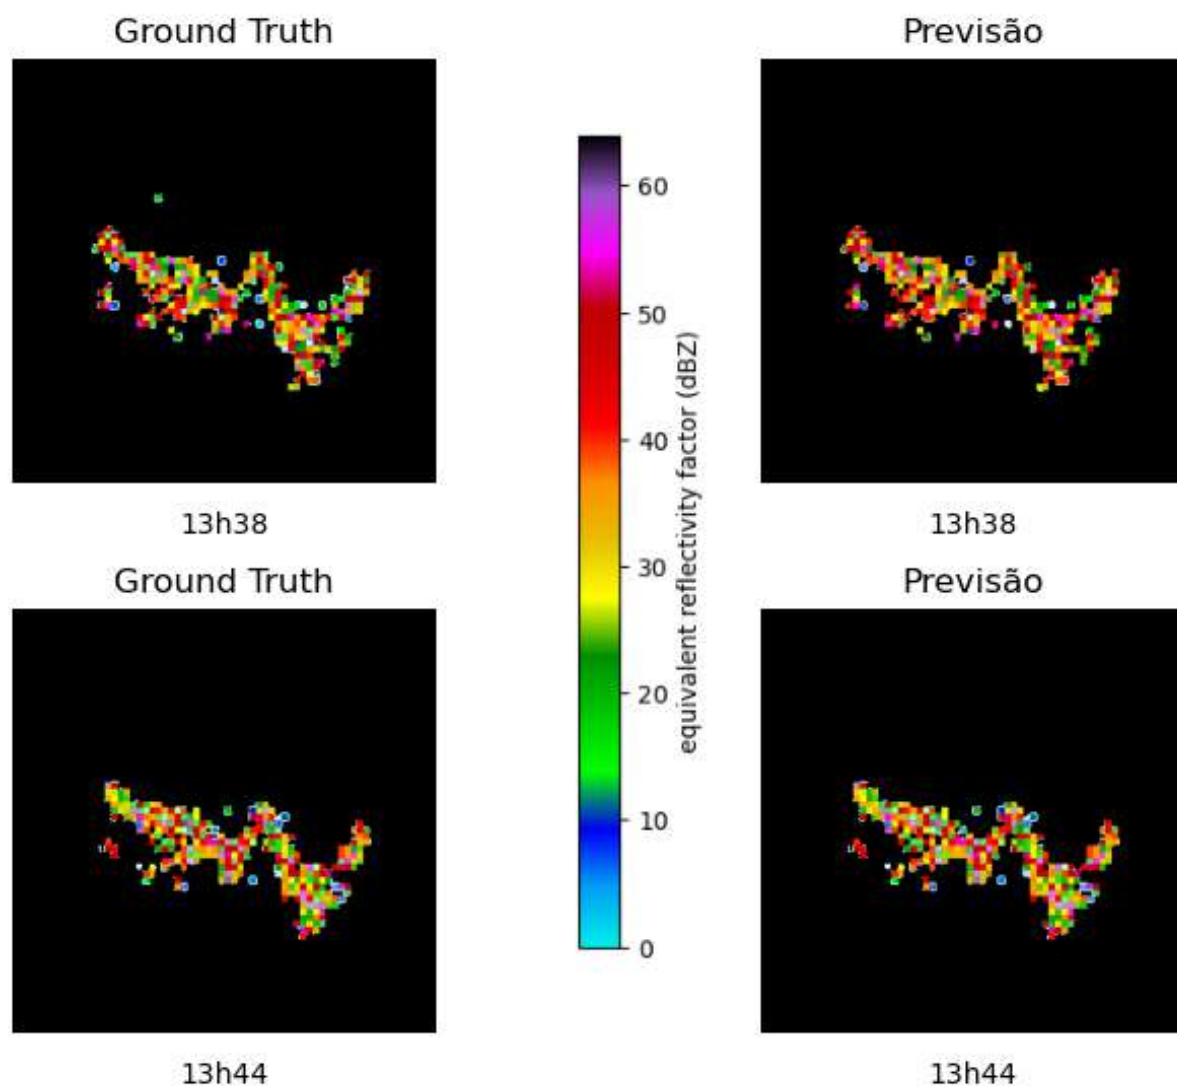 Ground Truth
Previsão
60
50
40
30
20
10
0
equivalent reflectivity factor (dBZ)
13h38
13h38
Ground Truth
Previsão
13h44
13h44